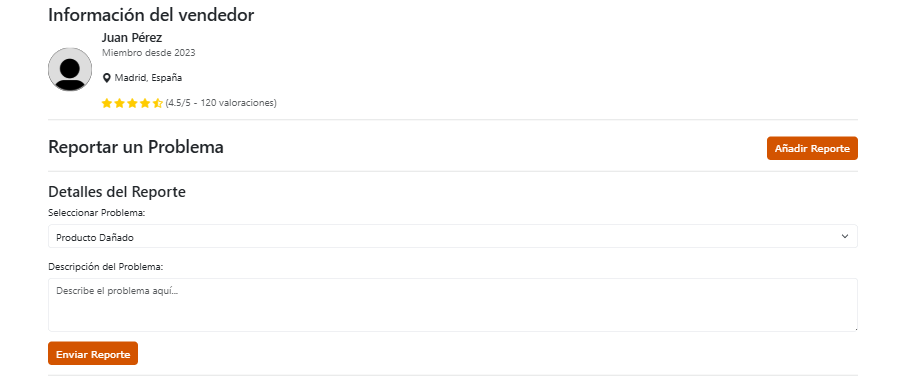 Información del vendedor
Juan Pérez
Miembro desde 2023
Madrid, España
(4.5/5 - 120 valoraciones)
Reportar un Problema
Añadir Reporte
Detalles del Reporte
Seleccionar Problema:
Producto Dañado
Descripción del Problema:
Describe el problema aquí...
Enviar Reporte